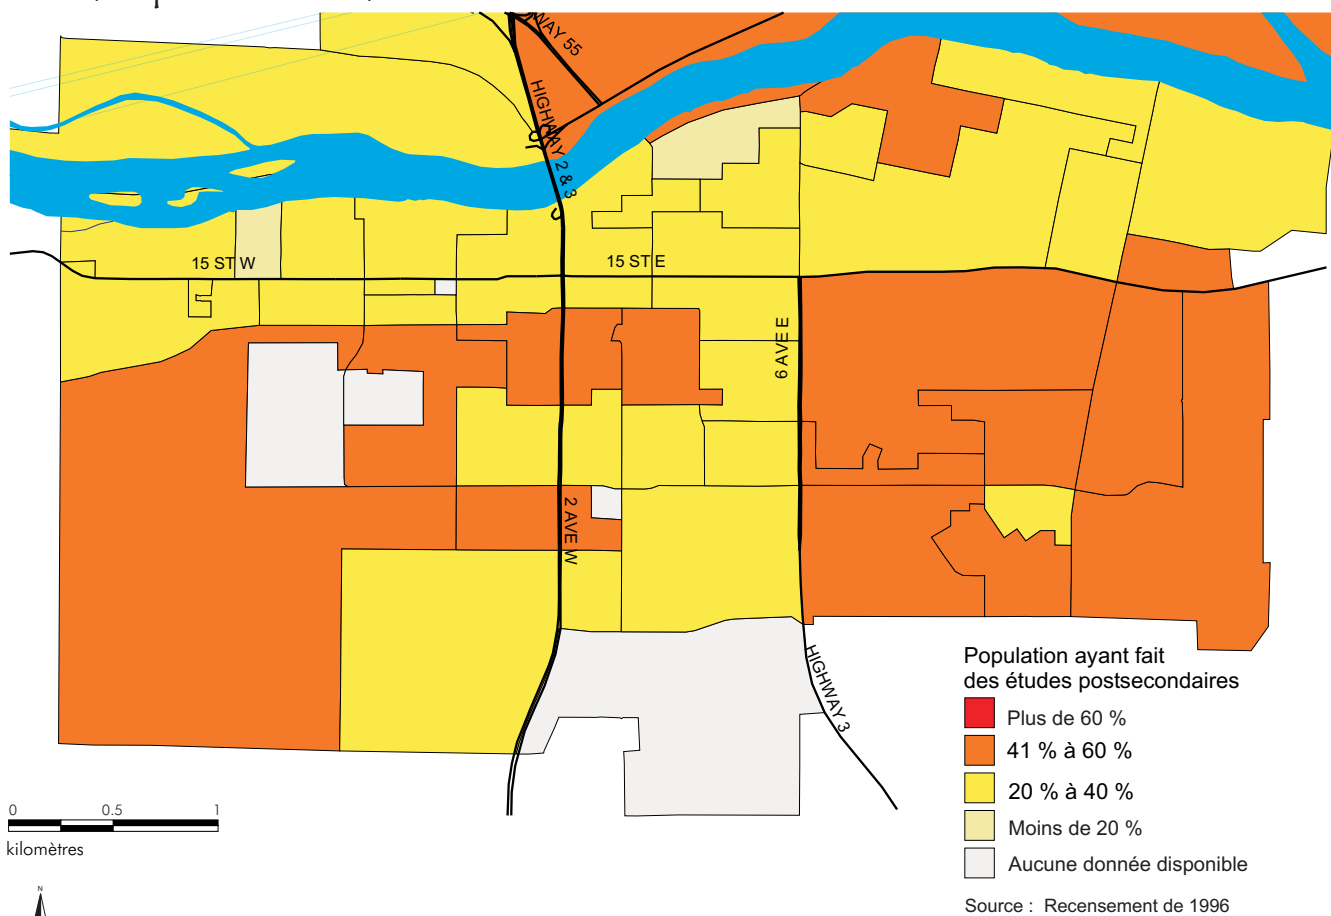 WAY 55
HIGHWAY 2 & 3
15 ST W
15 ST E
6 AVE E
2 AVE W
HIGHWAY 3
Population ayant fait
des études postsecondaires
Plus de 60 %
41 % à 60 %
20 % à 40 %
Moins de 20 %
Aucune donnée disponible
Source : Recensement de 1996
0 0.5 1
kilomètres
N